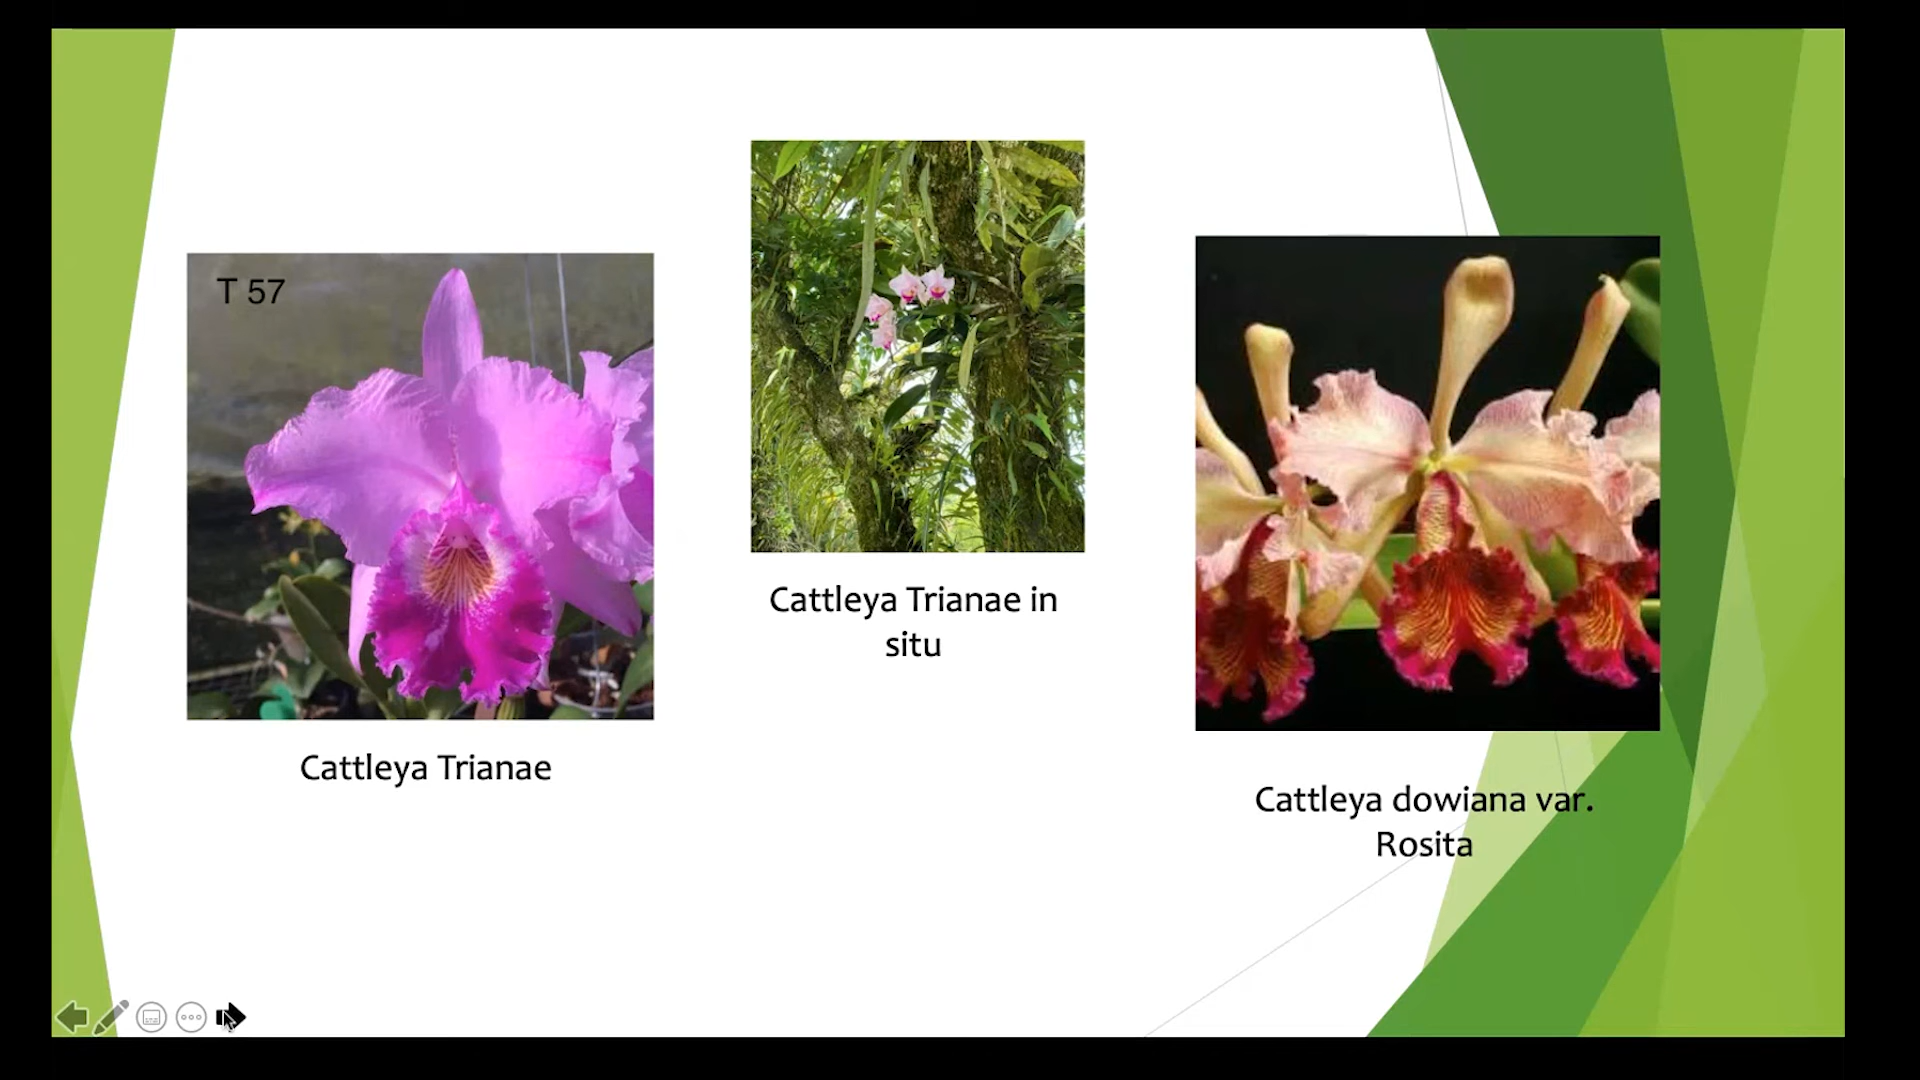 T 57
Cattleya Trianae
Cattleya Trianae in
situ
Cattleya dowiana var.
Rosita